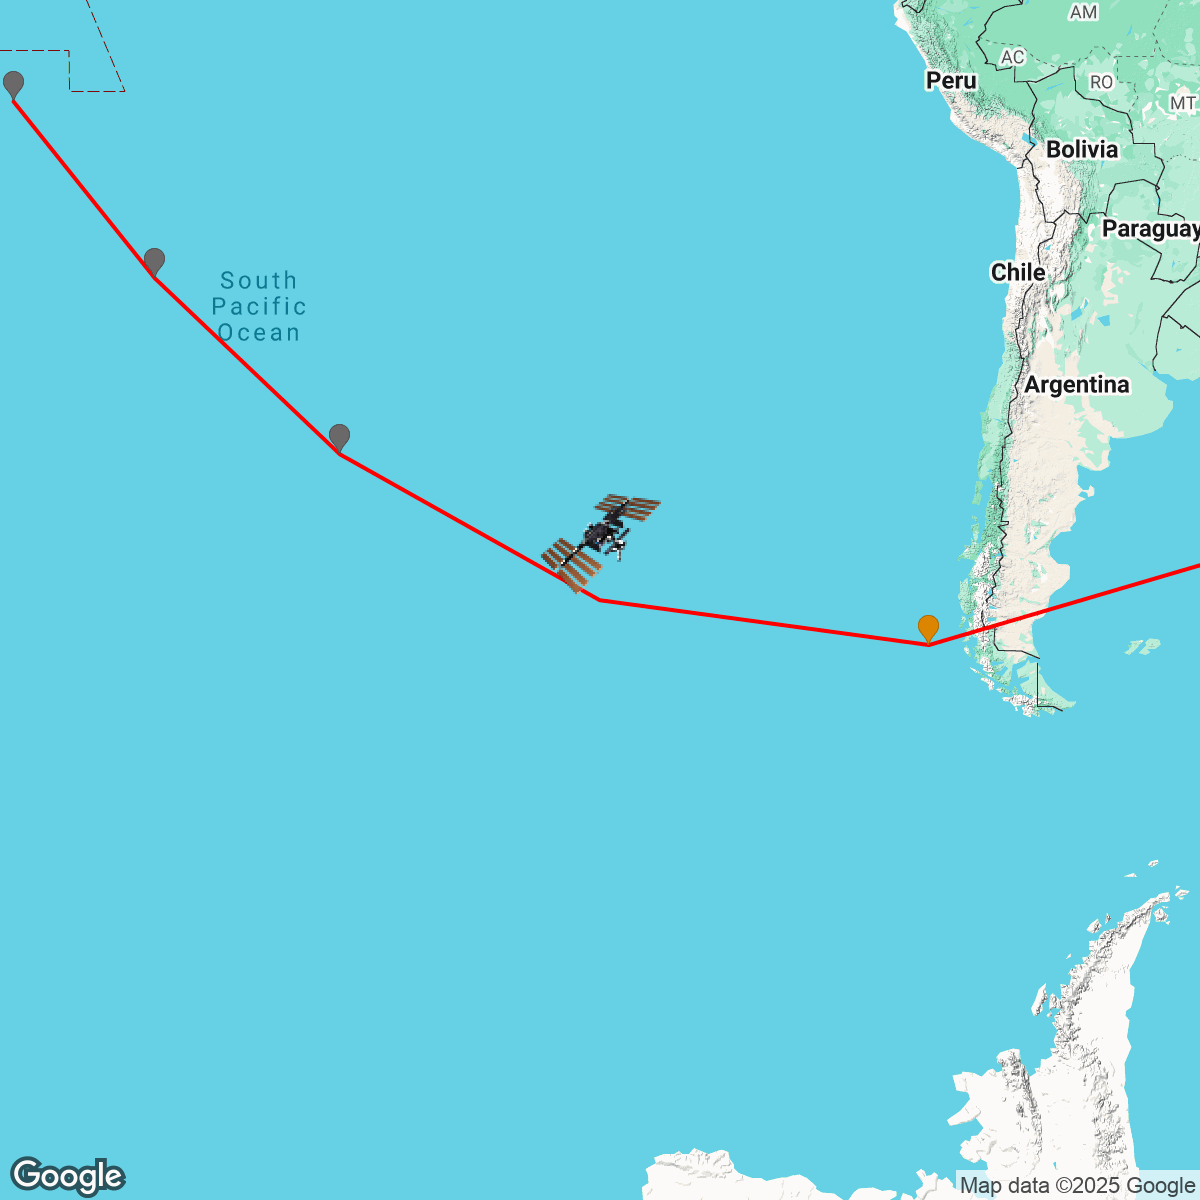 AM
AC
Peru
RO
MT
Bolivia
Paraguay
Chile
South
Pacific
Ocean
Argentina
Google
Map data ©2025 Google